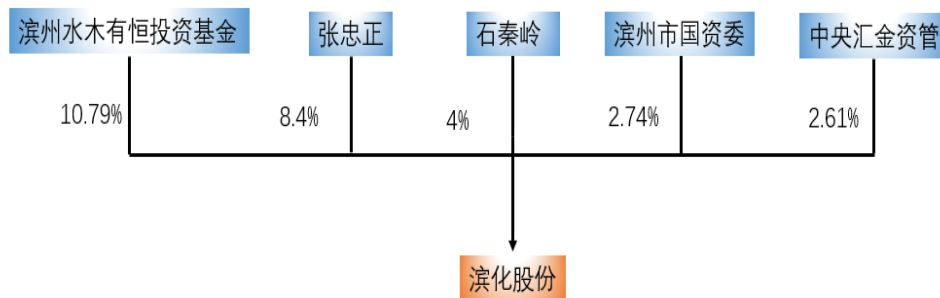 滨州水木有恒投资基金
张忠正
石秦岭
滨州市国资委
中央汇金资管
10.79%
8.4%
4%
2.74%
2.61%
滨化股份